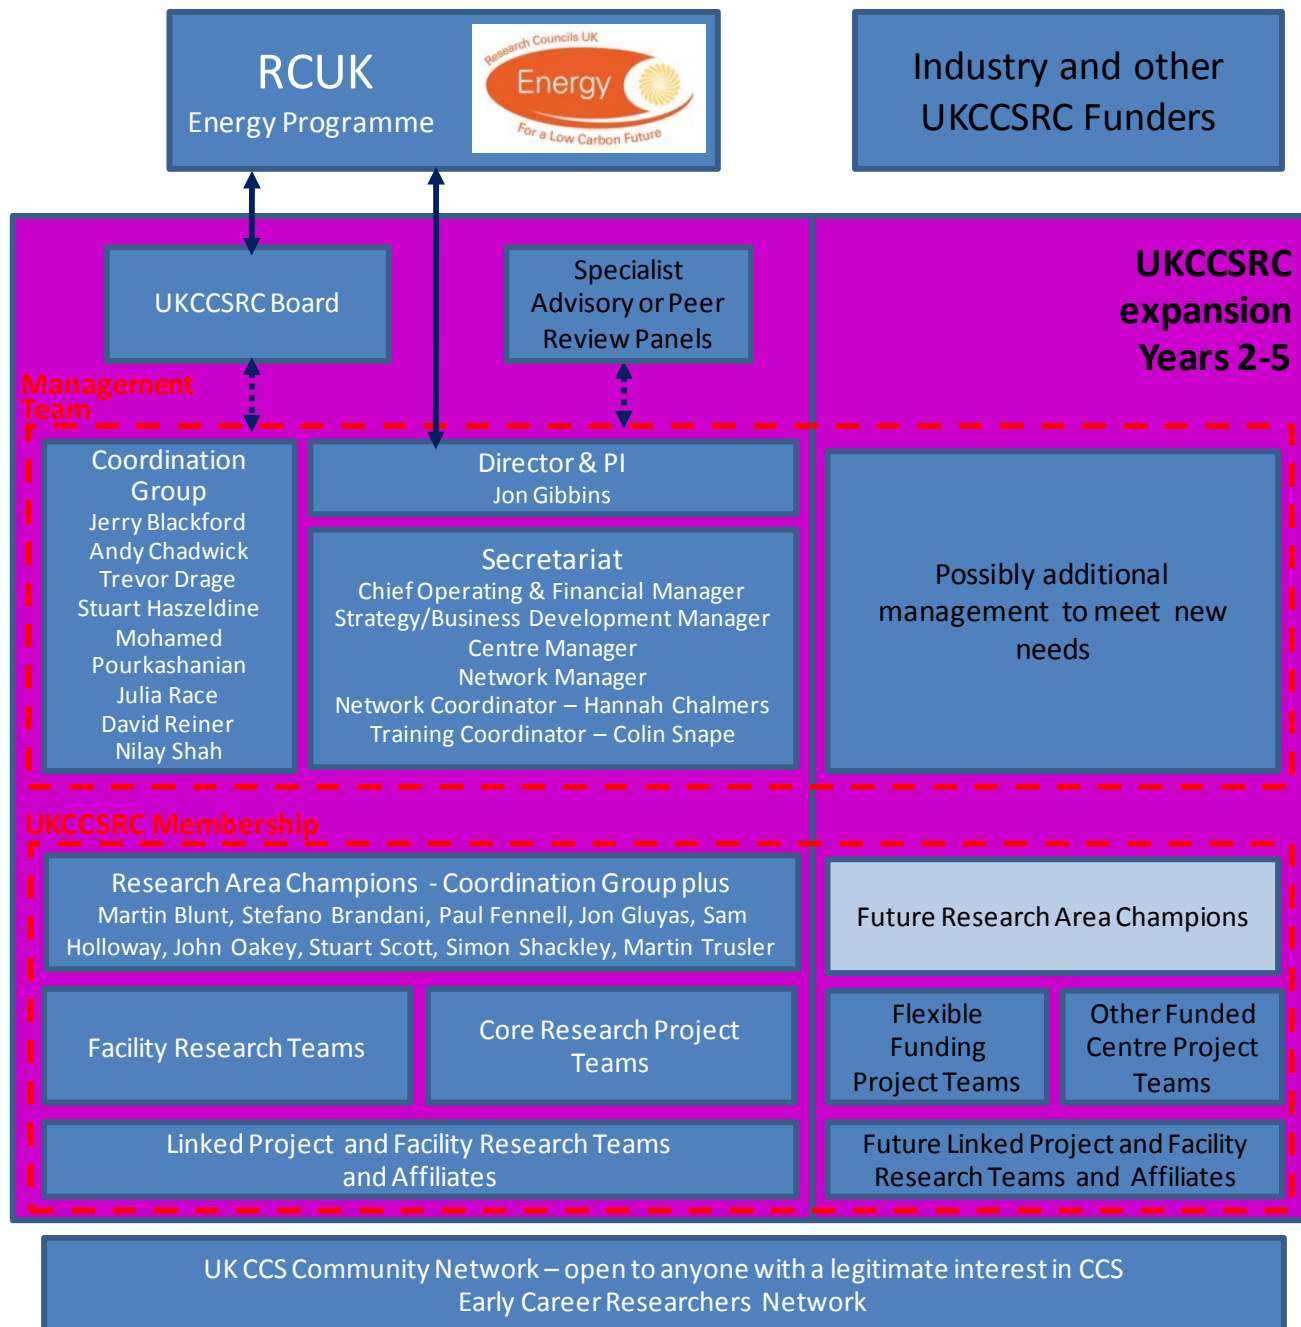 RCUK
Energy Programme
Research Councils UK
Energy
For a Low Carbon Future
Industry and other
UKCCSRC Funders
UKCCSRC Board
Specialist
Advisory or Peer
Review Panels
UKCCSRC
expansion
Years 2-5
Management
Team
Coordination
Group
Jerry Blackford
Andy Chadwick
Trevor Drage
Stuart Haszeldine
Mohamed
Pourkashanian
Julia Race
David Reiner
Nilay Shah
Director & PI
Jon Gibbins
Secretariat
Chief Operating & Financial Manager
Strategy/Business Development Manager
Centre Manager
Network Manager
Network Coordinator – Hannah Chalmers
Training Coordinator – Colin Snape
Possibly additional
management to meet new
needs
UKCCSRC Membership
Research Area Champions - Coordination Group plus
Martin Blunt, Stefano Brandani, Paul Fennell, Jon Gluyas, Sam
Holloway, John Oakey, Stuart Scott, Simon Shackley, Martin Trusler
Future Research Area Champions
Facility Research Teams
Core Research Project
Teams
Flexible
Funding
Project Teams
Other Funded
Centre Project
Teams
Linked Project and Facility Research Teams
and Affiliates
Future Linked Project and Facility
Research Teams and Affiliates
UK CCS Community Network – open to anyone with a legitimate interest in CCS
Early Career Researchers Network